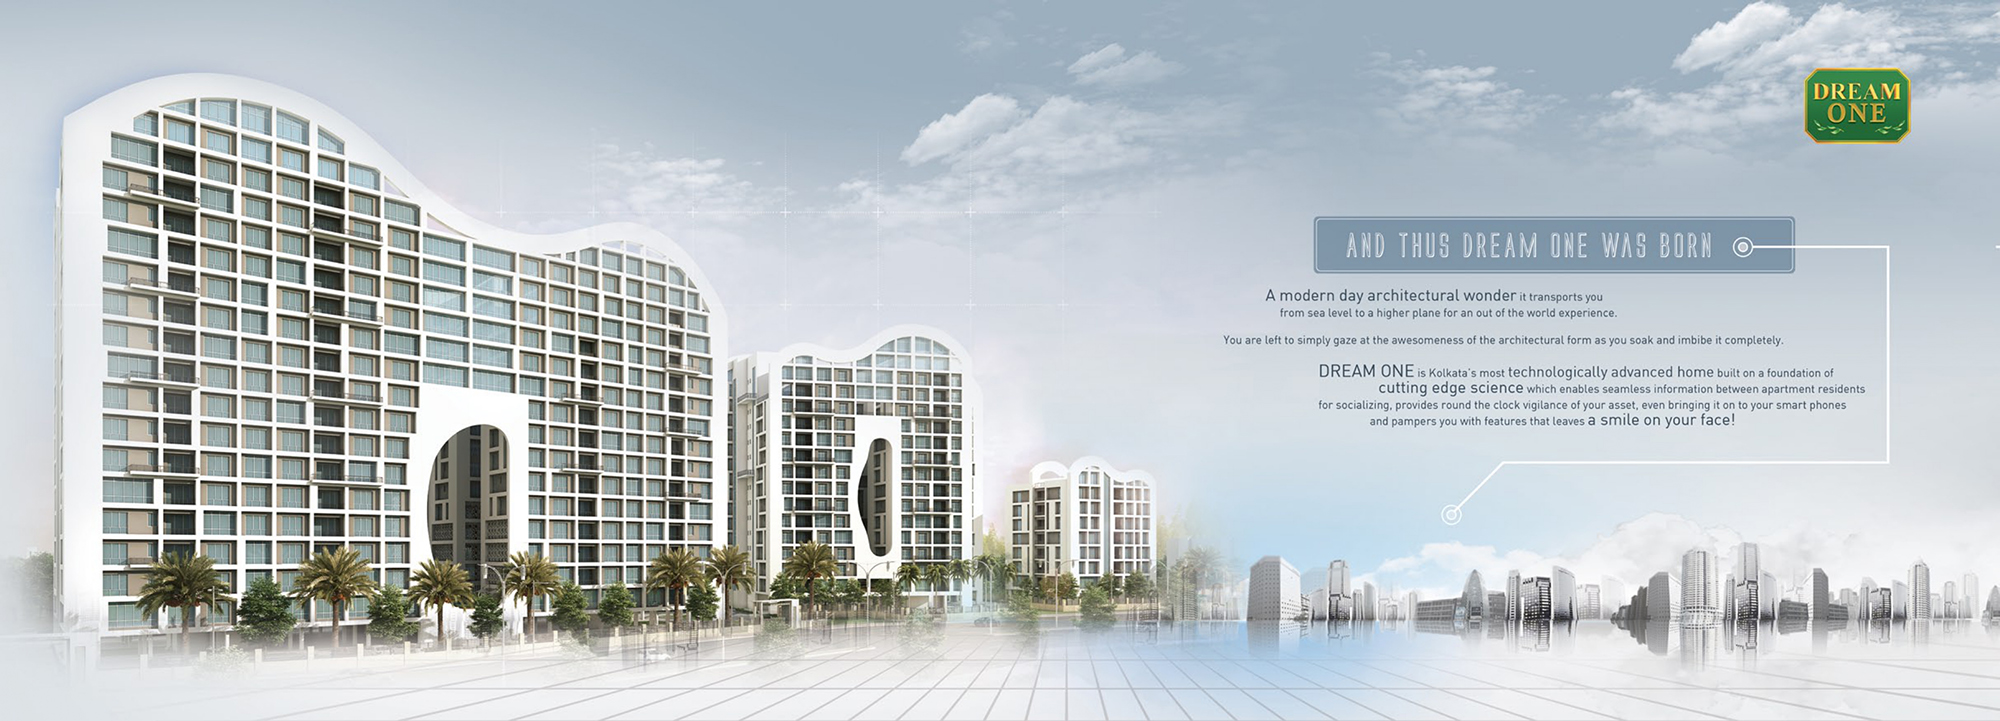 DREAM
ONE
AND THUS DREAM ONE WAS BORN
A modern day architectural wonder it transports you
from sea level to a higher plane for an out of the world experience.
You are left to simply gaze at the awesomeness of the architectural form as you soak and imbibe it completely.
DREAM ONE is Kolkata's most technologically advanced home built on a foundation of
cutting edge science which enables seamless information between apartment residents
for socializing, provides round the clock vigilance of your asset, even bringing it on to your smart phones
and pampers you with features that leaves a smile on your face!